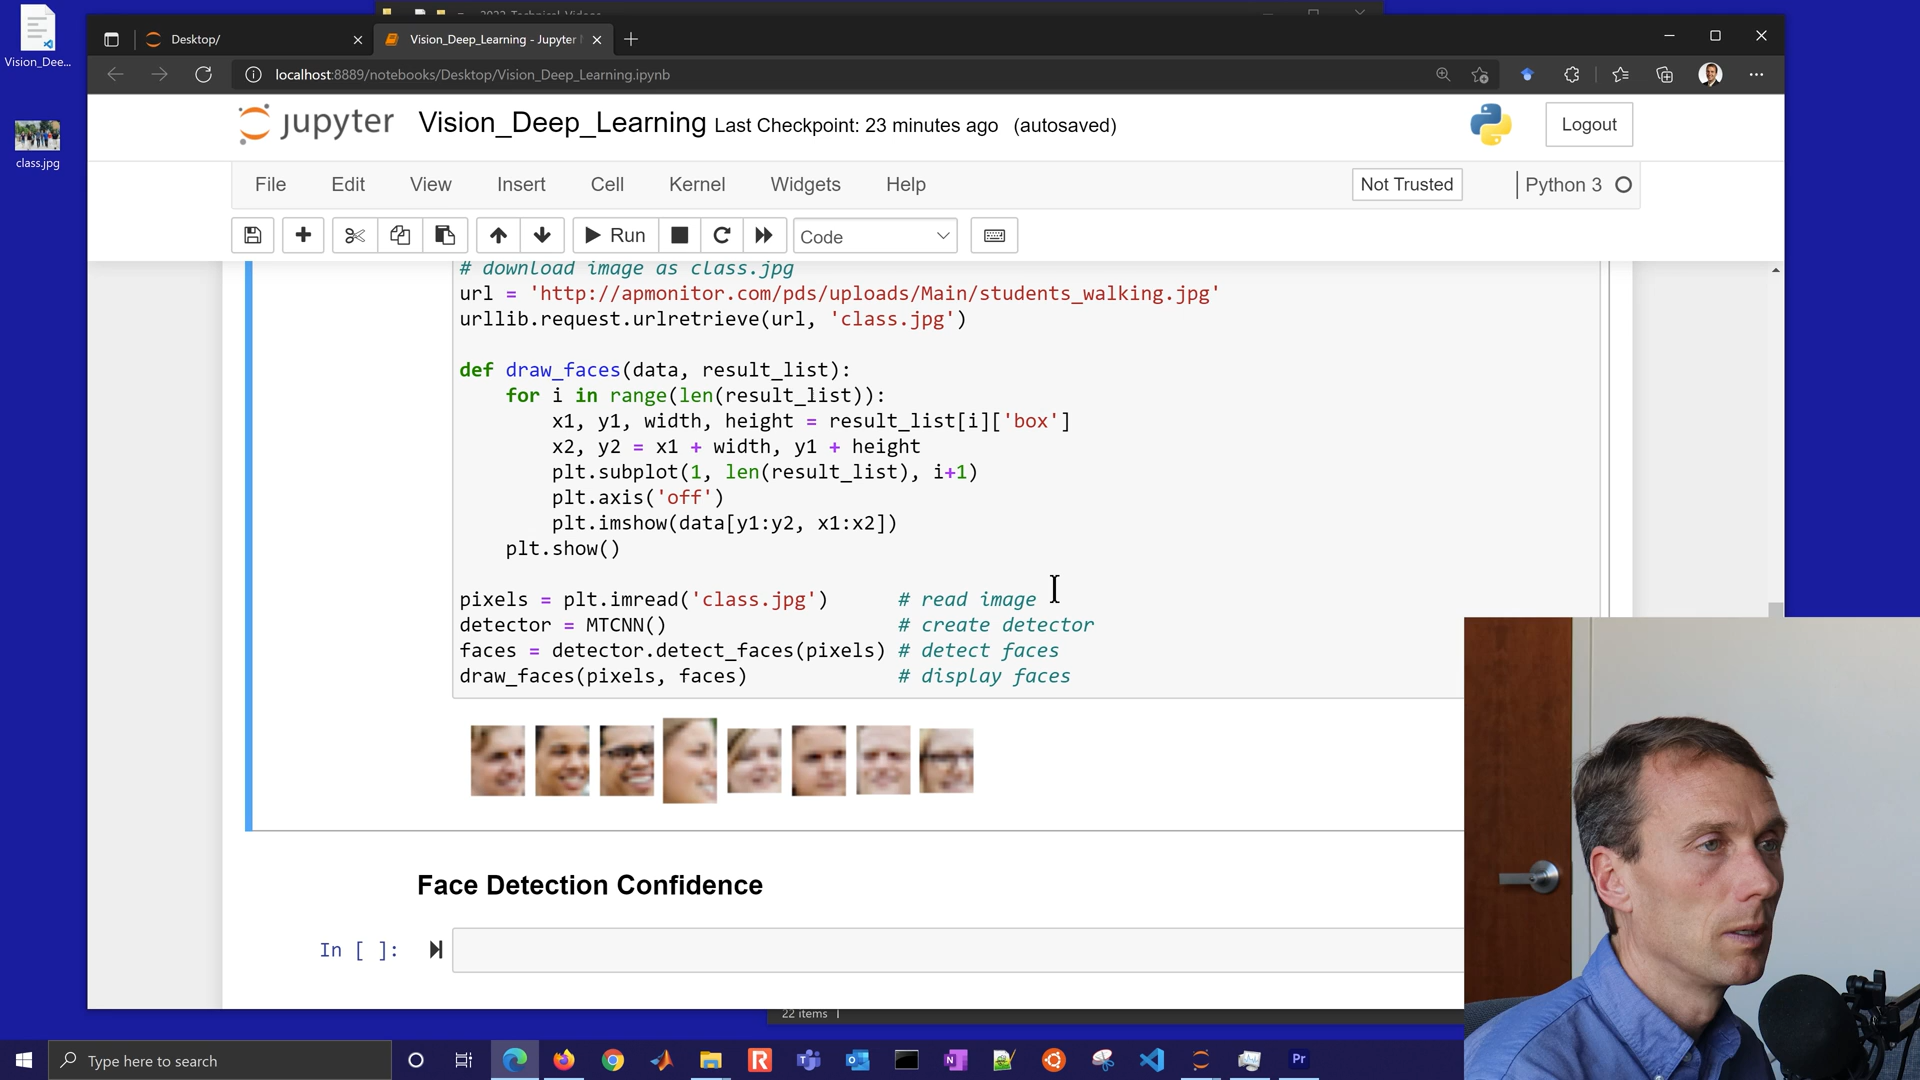 2022 Technical Videos
Vision_Dee...
class.jpg
Desktop/
Vision_Deep_Learning - Jupyter
localhost:8889/notebooks/Desktop/Vision_Deep_Learning.ipynb
jupyter Vision_Deep_Learning Last Checkpoint: 23 minutes ago (autosaved)
Logout
File Edit View Insert Cell Kernel Widgets Help
Not Trusted
Python 3
Run
Code
# download image as class.jpg
url = 'http://apmonitor.com/pds/uploads/Main/students_walking.jpg'
urllib.request.urlretrieve(url, 'class.jpg')
def draw_faces(data, result_list):
    for i in range(len(result_list)):
        x1, y1, width, height = result_list[i]['box']
        x2, y2 = x1 + width, y1 + height
        plt.subplot(1, len(result_list), i+1)
        plt.axis('off')
        plt.imshow(data[y1:y2, x1:x2])
    plt.show()
pixels = plt.imread('class.jpg')      # read image
detector = MTCNN()                    # create detector
faces = detector.detect_faces(pixels) # detect faces
draw_faces(pixels, faces)             # display faces
Face Detection Confidence
In [ ]:
22 items
Type here to search
R
N
Pr